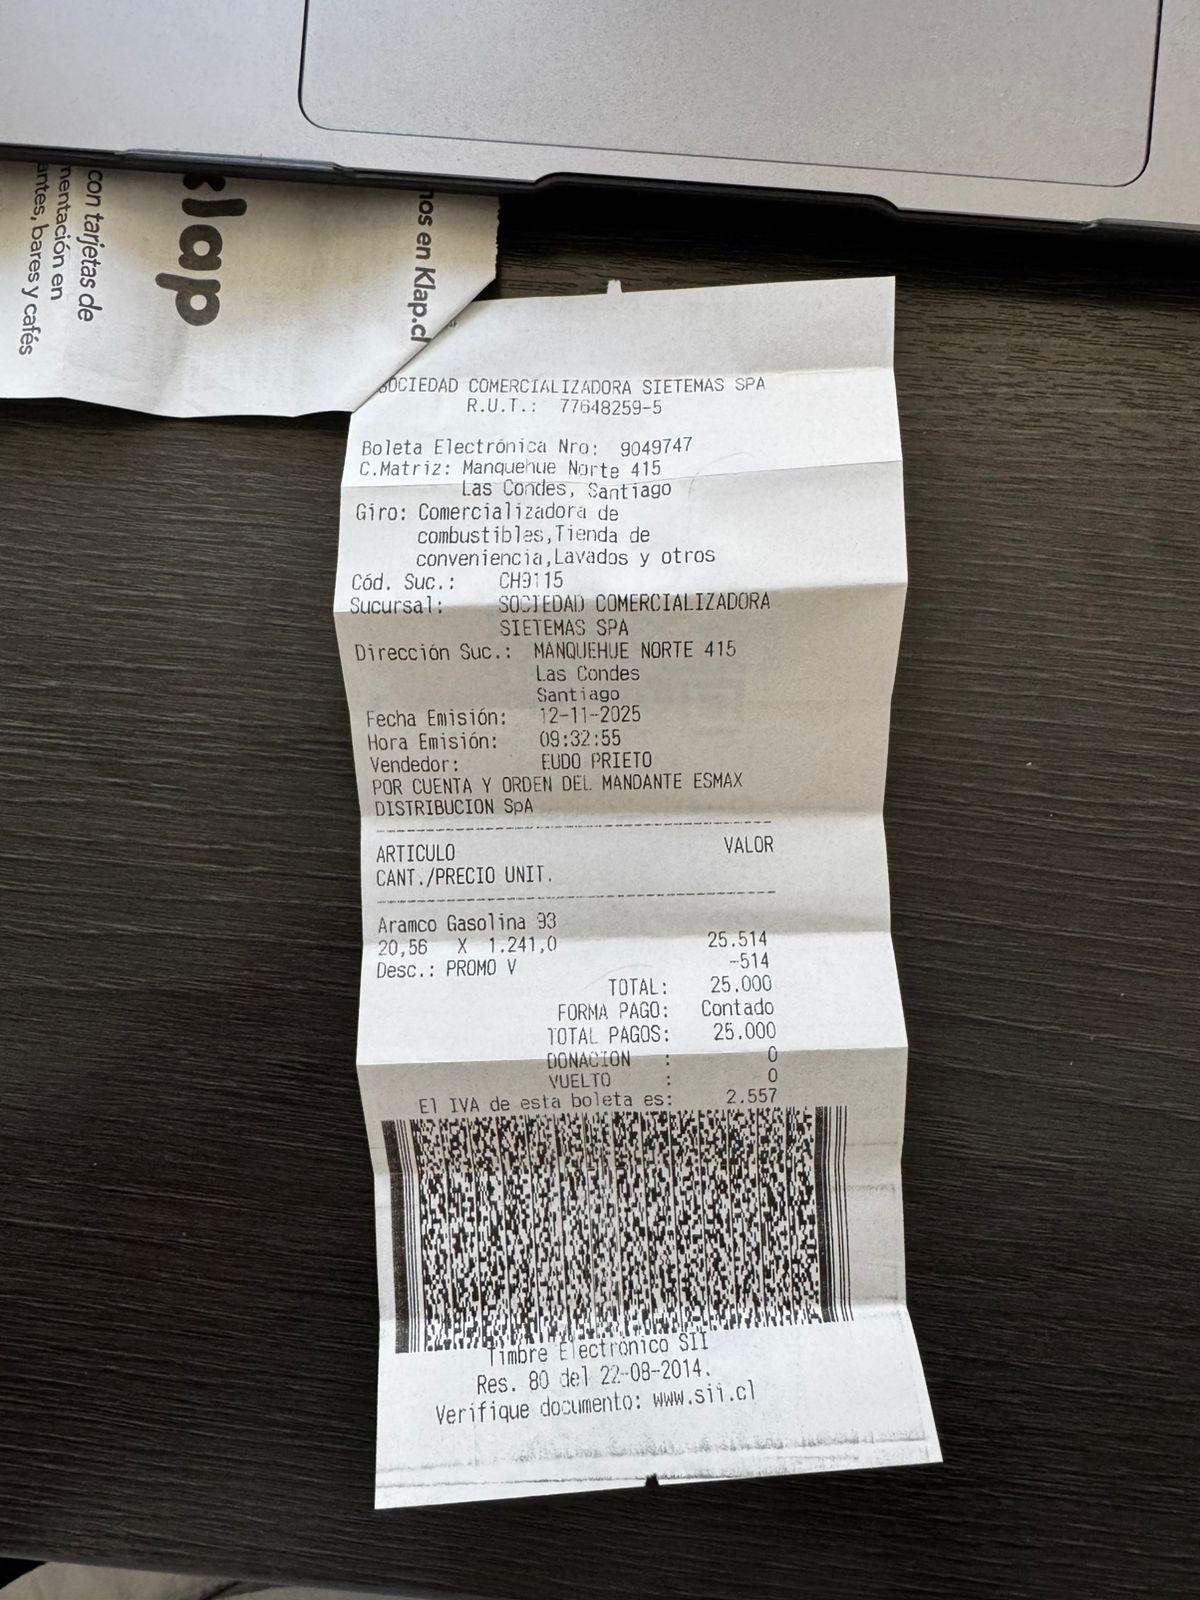 con tarjetas de
mentación en
antes, bares y cafés
klap
nos en Klap.cl
SOCIEDAD COMERCIALIZADORA SIETEMAS SPA
R.U.T.: 77648259-5
Boleta Electrónica Nro: 9049747
C.Matriz: Manquehue Norte 415
Las Condes, Santiago
Giro: Comercializadora de
combustibles,Tienda de
conveniencia,Lavados y otros
Cód. Suc.: CH9115
Sucursal: SOCIEDAD COMERCIALIZADORA
SIETEMAS SPA
Dirección Suc.: MANQUEHUE NORTE 415
Las Condes
Santiago
Fecha Emisión: 12-11-2025
Hora Emisión: 09:32:55
Vendedor: EUDO PRIETO
POR CUENTA Y ORDEN DEL MANDANTE ESMAX
DISTRIBUCION SpA
ARTICULO VALOR
CANT./PRECIO UNIT.
Aramco Gasolina 93
20,56 X 1.241,0 25.514
Desc.: PROMO V -514
TOTAL: 25.000
FORMA PAGO: Contado
TOTAL PAGOS: 25.000
DONACION : 0
VUELTO : 0
El IVA de esta boleta es: 2.557
Timbre Electrónico SII
Res. 80 del 22-08-2014.
Verifique documento: www.sii.cl